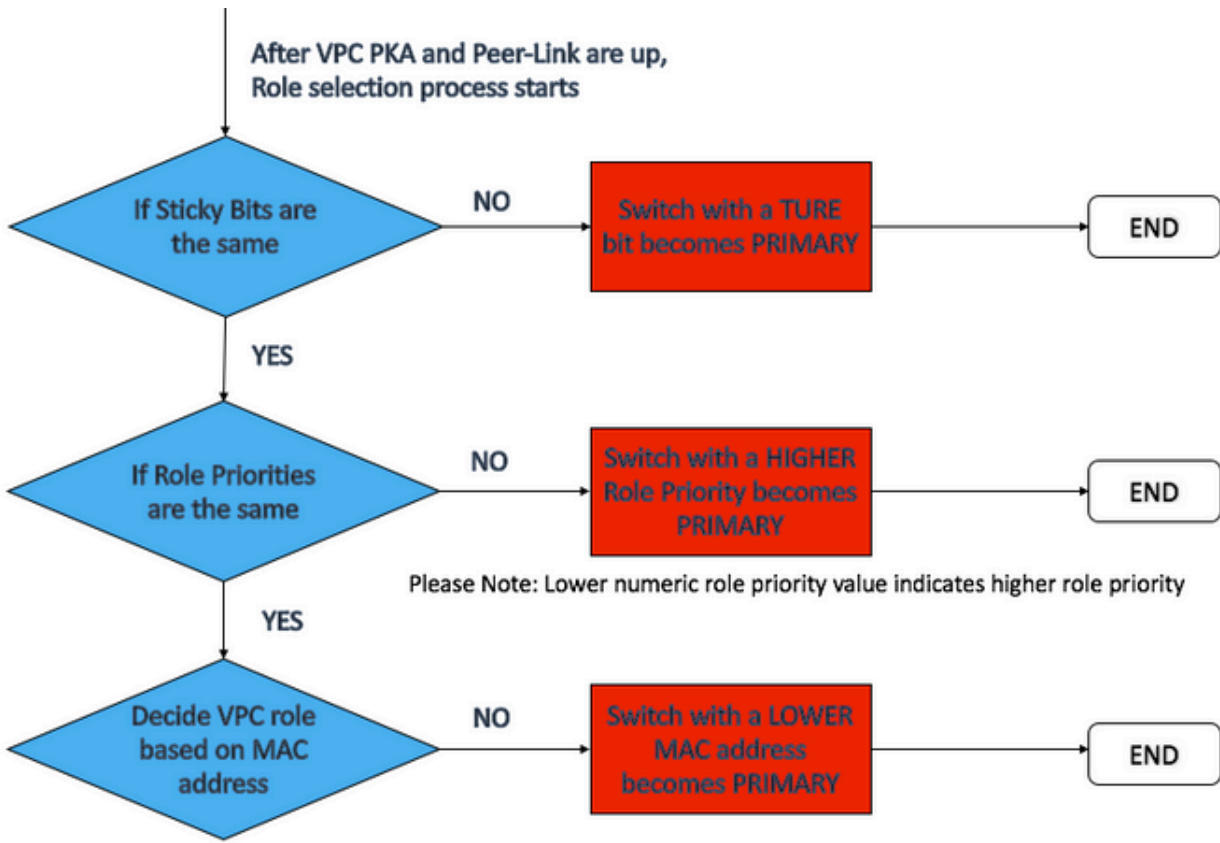 After VPC PKA and Peer-Link are up,
Role selection process starts
If Sticky Bits are
the same
NO
Switch with a TURE
bit becomes PRIMARY
END
YES
If Role Priorities
are the same
NO
Switch with a HIGHER
Role Priority becomes
PRIMARY
END
Please Note: Lower numeric role priority value indicates higher role priority
YES
Decide VPC role
based on MAC
address
NO
Switch with a LOWER
MAC address
becomes PRIMARY
END